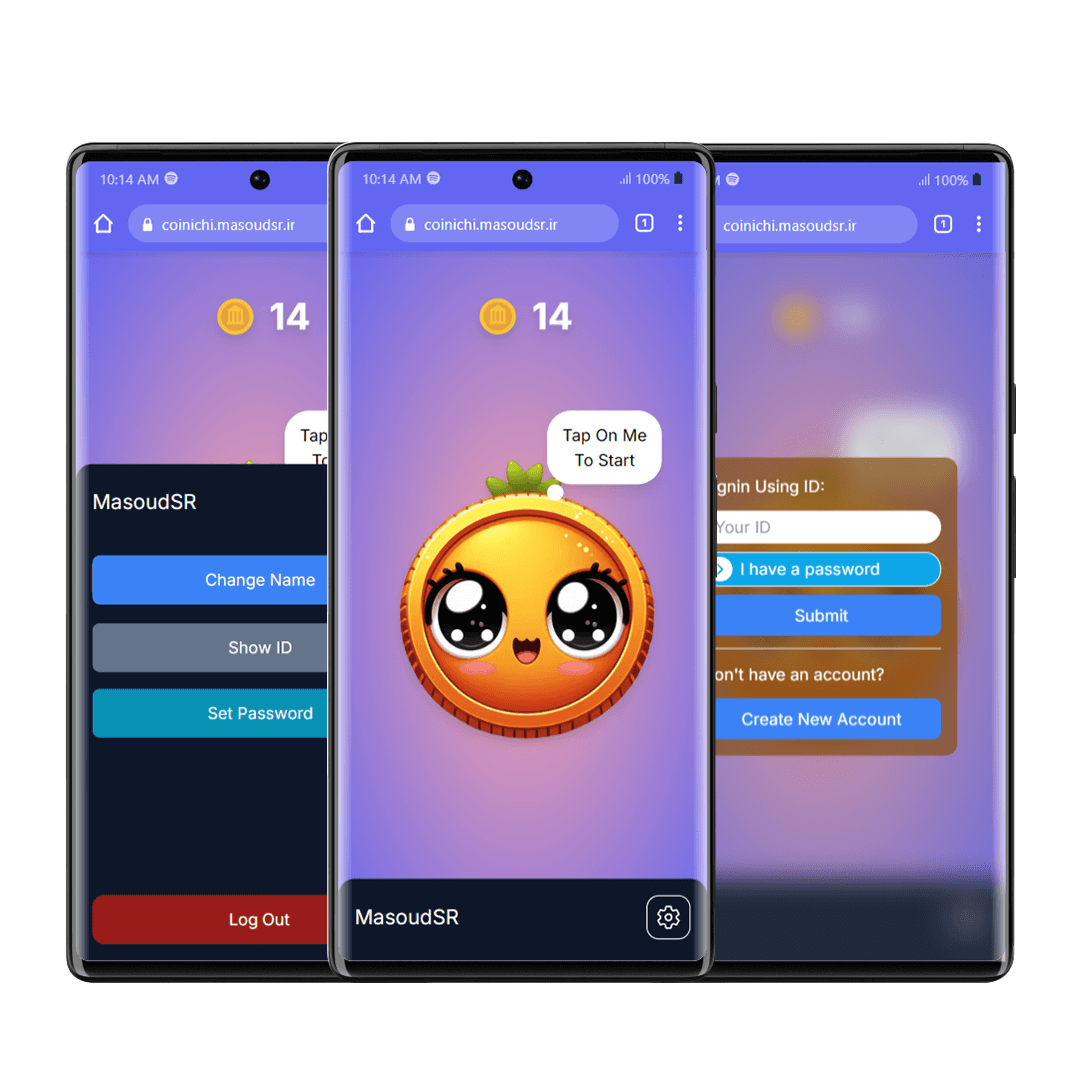 10:14 AM
coinichi.masoudsr.ir
14
Tap
MasoudSR
Change Name
Show ID
Set Password
Log Out
10:14 AM
100%
coinichi.masoudsr.ir
1
14
Tap On Me
To Start
MasoudSR
100%
coinichi.masoudsr.ir
1
gnin Using ID:
Your ID
I have a password
Submit
on't have an account?
Create New Account